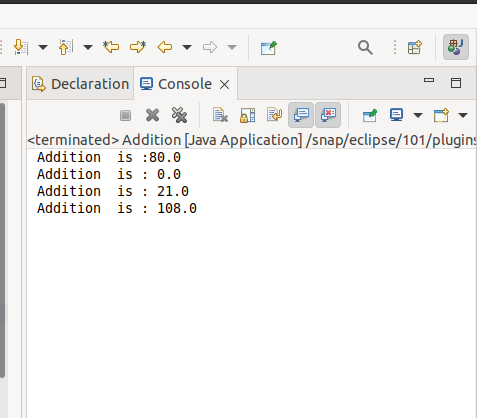 Declaration Console
<terminated> Addition [Java Application] /snap/eclipse/101/plugins
Addition  is :80.0
Addition  is : 0.0
Addition  is : 21.0
Addition  is : 108.0